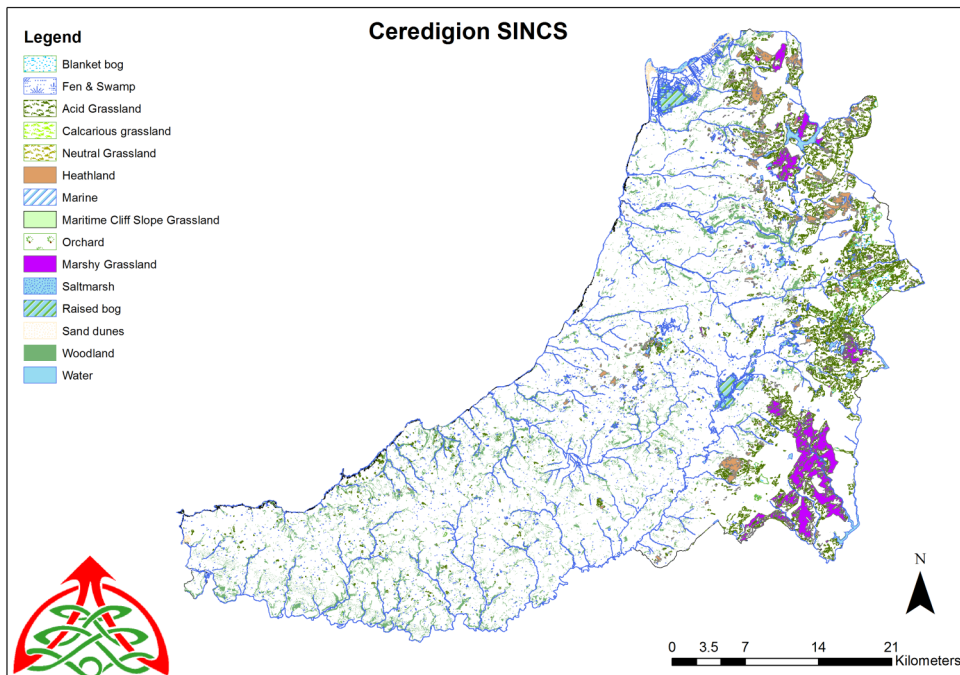 Ceredigion SINCS
Legend
Blanket bog
Fen & Swamp
Acid Grassland
Calcarious grassland
Neutral Grassland
Heathland
Marine
Maritime Cliff Slope Grassland
Orchard
Marshy Grassland
Saltmarsh
Raised bog
Sand dunes
Woodland
Water
N
0 3.5 7 14 21
Kilometers